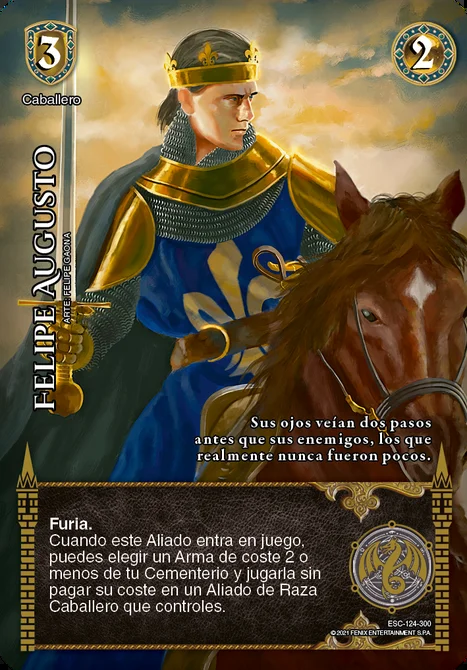 3
2
Caballero
FELIPE AUGUSTO
ARTE: FELIPE GAONA
Sus ojos veían dos pasos
antes que sus enemigos, los que
realmente nunca fueron pocos.
Furia.
Cuando este Aliado entra en juego,
puedes elegir un Arma de coste 2 o
menos de tu Cementerio y jugarla sin
pagar su coste en un Aliado de Raza
Caballero que controles.
ESC-124-300
©2021 FENIX ENTERTAINMENT S.P.A.